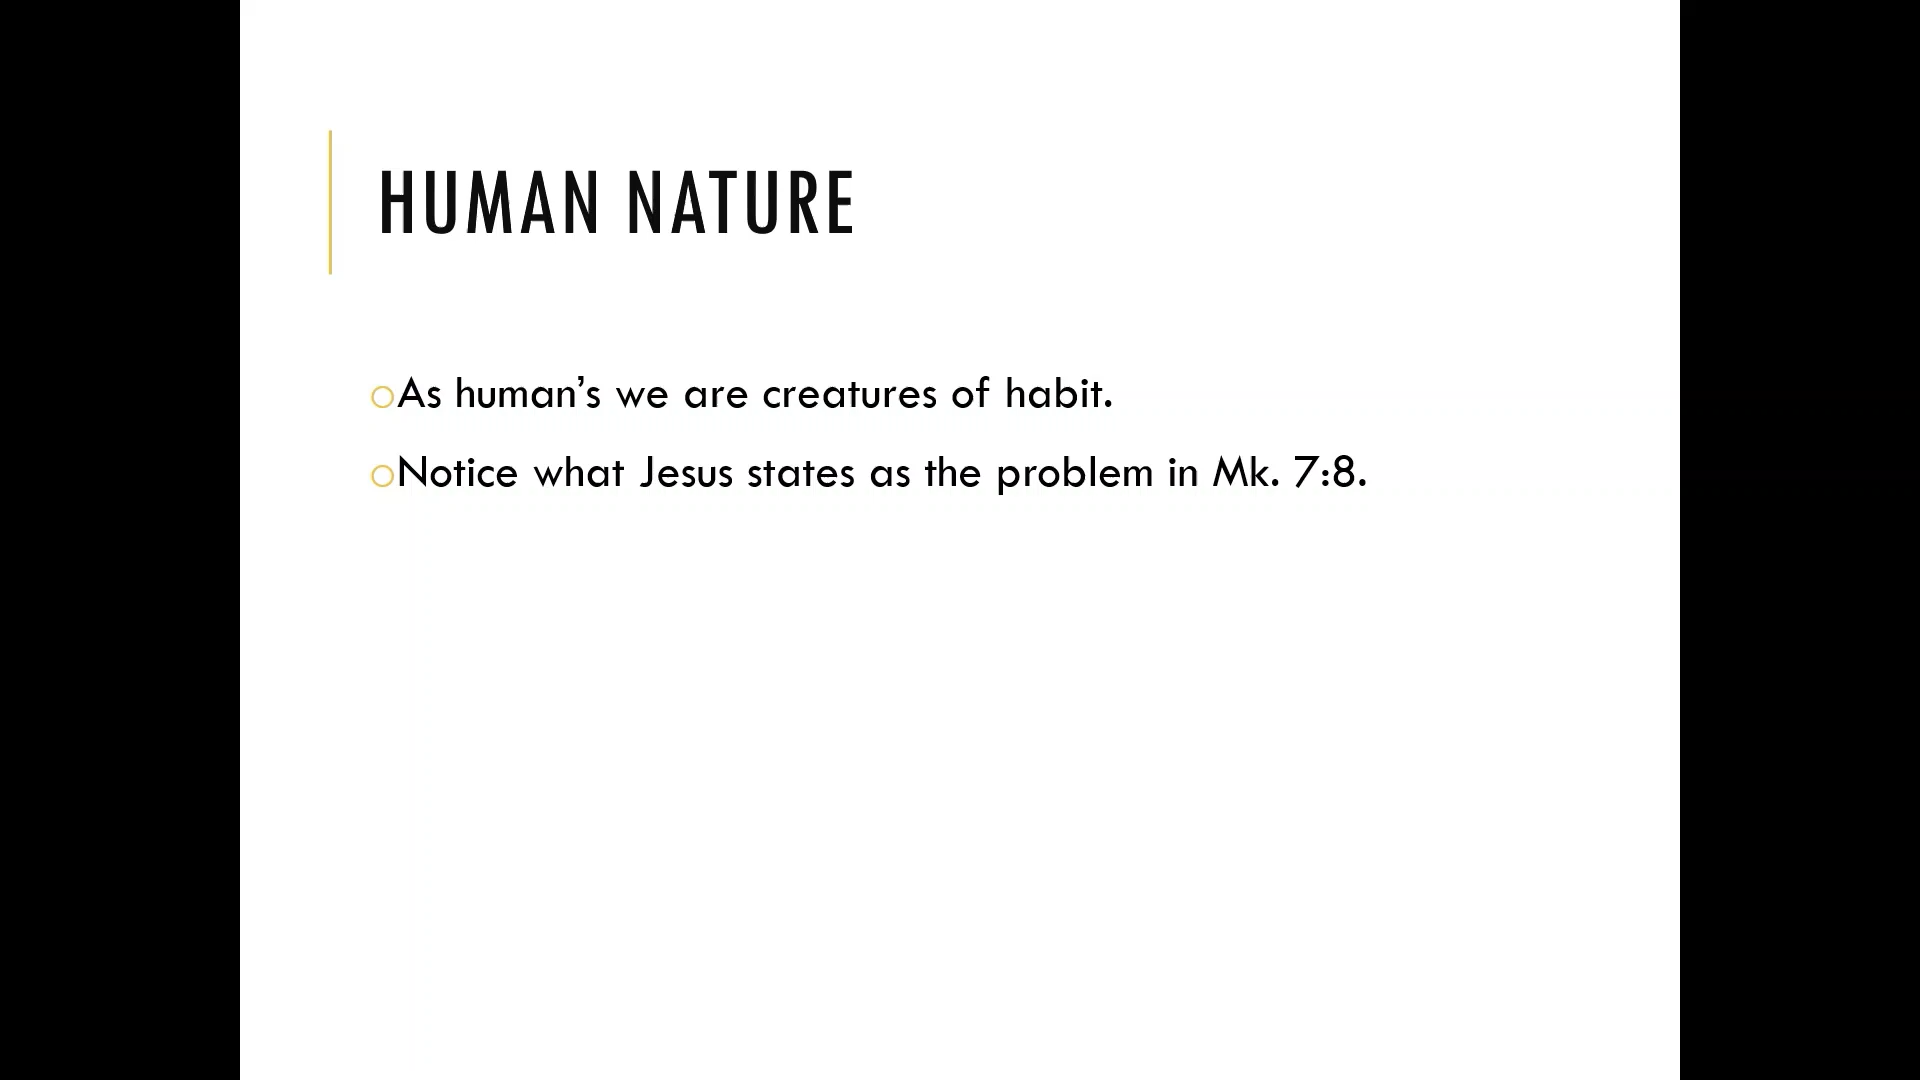 HUMAN NATURE
As human’s we are creatures of habit.
Notice what Jesus states as the problem in Mk. 7:8.